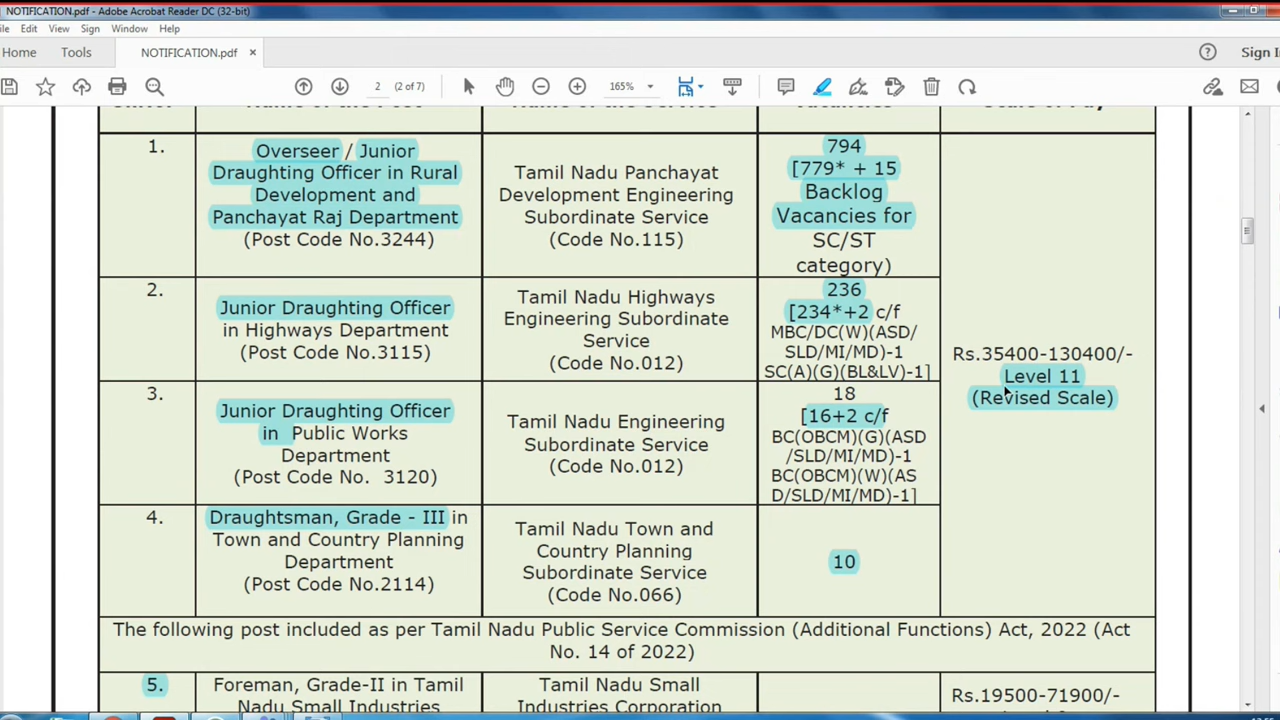 NOTIFICATION.pdf - Adobe Acrobat Reader DC (32-bit)
Edit View Sign Window Help
Home Tools NOTIFICATION.pdf × Sign
2 (2 of 7) 165%
1.
Overseer / Junior
Draughting Officer in Rural
Development and
Panchayat Raj Department
(Post Code No.3244)
Tamil Nadu Panchayat
Development Engineering
Subordinate Service
(Code No.115)
794
[779* + 15
Backlog
Vacancies for
SC/ST
category)
Rs.35400-130400/-
Level 11
(Revised Scale)
2.
Junior Draughting Officer
in Highways Department
(Post Code No.3115)
Tamil Nadu Highways
Engineering Subordinate
Service
(Code No.012)
236
[234*+2 c/f
MBC/DC(W)(ASD/
SLD/MI/MD)-1
SC(A)(G)(BL&LV)-1]
3.
Junior Draughting Officer
in Public Works
Department
(Post Code No. 3120)
Tamil Nadu Engineering
Subordinate Service
(Code No.012)
18
[16+2 c/f
BC(OBCM)(G)(ASD
/SLD/MI/MD)-1
BC(OBCM)(W)(AS
D/SLD/MI/MD)-1]
4.
Draughtsman, Grade - III in
Town and Country Planning
Department
(Post Code No.2114)
Tamil Nadu Town and
Country Planning
Subordinate Service
(Code No.066)
10
The following post included as per Tamil Nadu Public Service Commission (Additional Functions) Act, 2022 (Act
No. 14 of 2022)
5.
Foreman, Grade-II in Tamil
Nadu Small Industries
Tamil Nadu Small
Industries Corporation
Rs.19500-71900/-